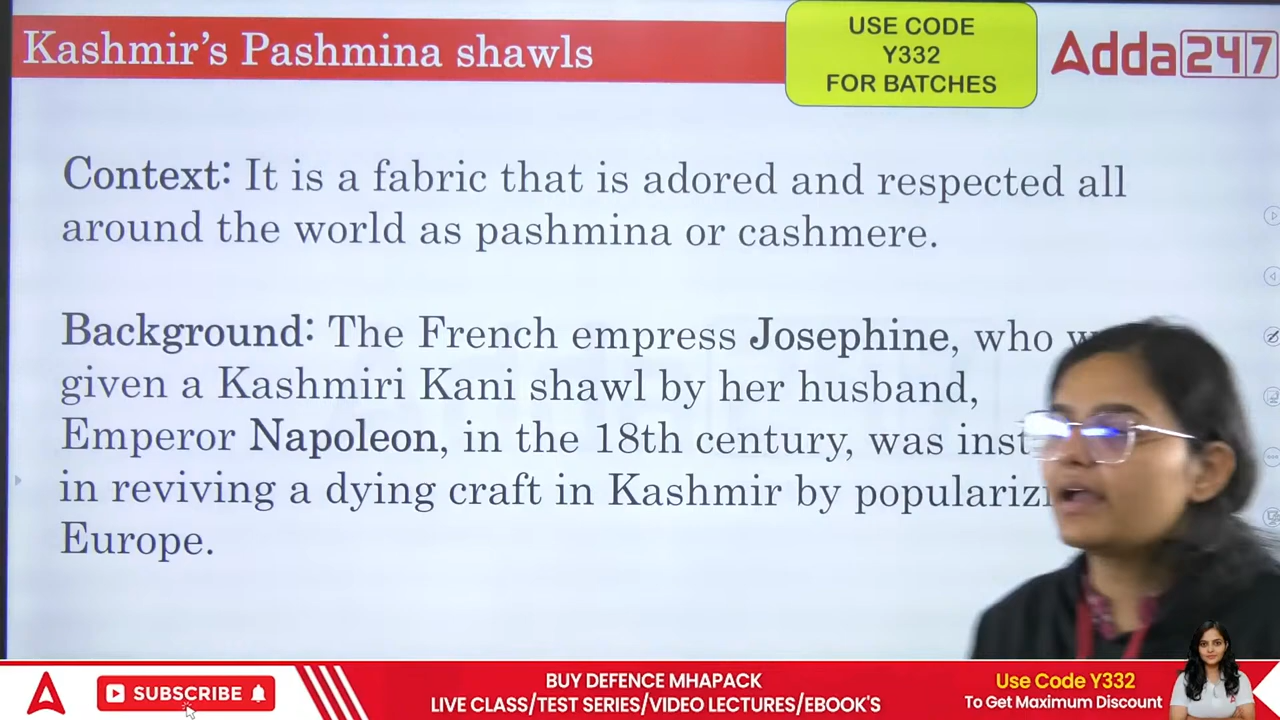 Kashmir's Pashmina shawls
USE CODE
Y332
FOR BATCHES
Adda247
Context: It is a fabric that is adored and respected all
around the world as pashmina or cashmere.
Background: The French empress Josephine, who
given a Kashmiri Kani shawl by her husband,
Emperor Napoleon, in the 18th century, was
in reviving a dying craft in Kashmir by
Europe.
SUBSCRIBE
BUY DEFENCE MHAPACK
LIVE CLASS/TEST SERIES/VIDEO LECTURES/EBOOK'S
Use Code Y332
To Get Maximum Discount